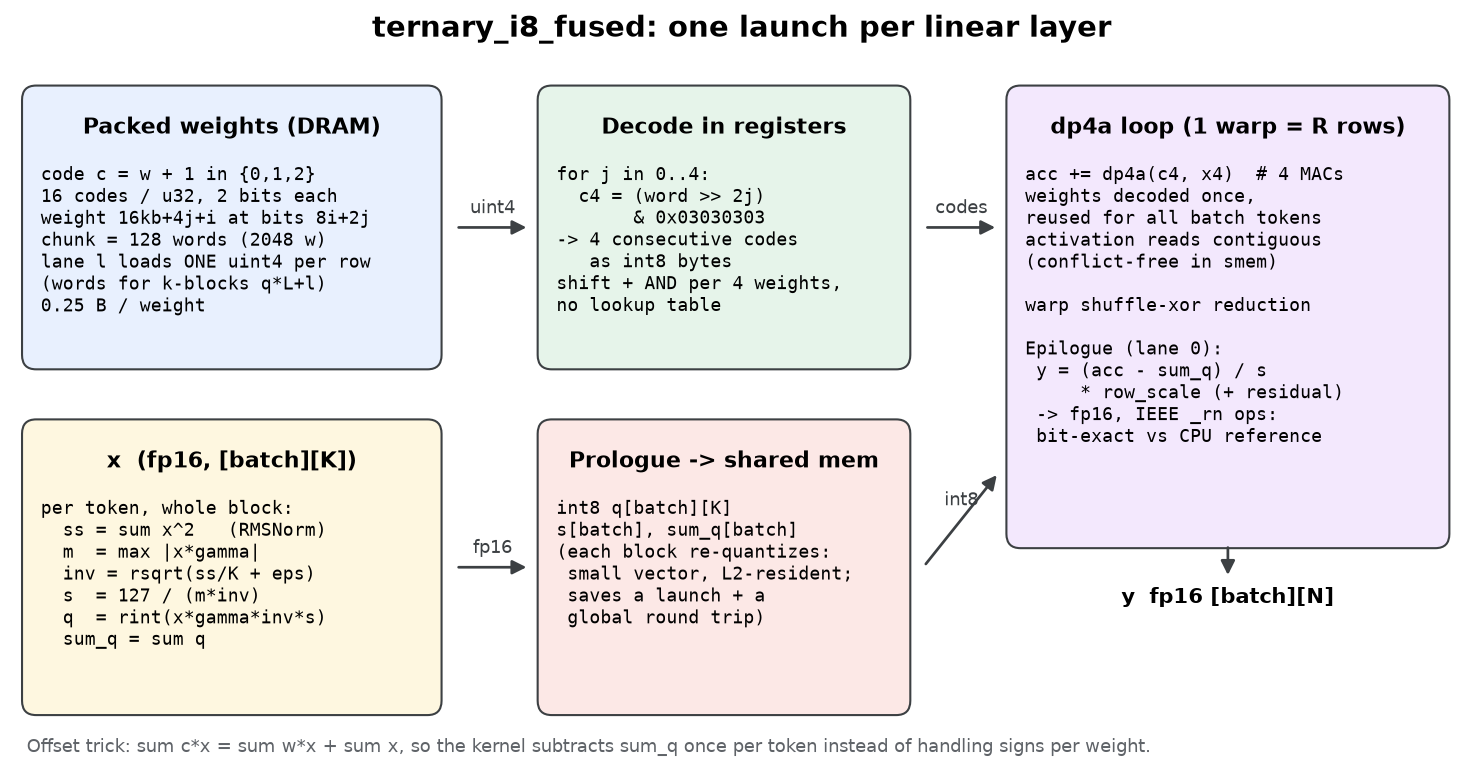 ternary_i8_fused: one launch per linear layer
Packed weights (DRAM)
code c = w + 1 in {0,1,2}
16 codes / u32, 2 bits each
weight 16kb+4j+i at bits 8i+2j
chunk = 128 words (2048 w)
lane l loads ONE uint4 per row
(words for k-blocks q*L+l)
0.25 B / weight
uint4
Decode in registers
for j in 0..4:
  c4 = (word >> 2j)
       & 0x03030303
-> 4 consecutive codes
   as int8 bytes
shift + AND per 4 weights,
no lookup table
codes
dp4a loop (1 warp = R rows)
acc += dp4a(c4, x4)  # 4 MACs
weights decoded once,
reused for all batch tokens
activation reads contiguous
(conflict-free in smem)
warp shuffle-xor reduction
Epilogue (lane 0):
 y = (acc - sum_q) / s
     * row_scale (+ residual)
 -> fp16, IEEE _rn ops:
 bit-exact vs CPU reference
x  (fp16, [batch][K])
per token, whole block:
  ss = sum x^2   (RMSNorm)
  m  = max |x*gamma|
  inv = rsqrt(ss/K + eps)
  s  = 127 / (m*inv)
  q  = rint(x*gamma*inv*s)
  sum_q = sum q
fp16
Prologue -> shared mem
int8 q[batch][K]
s[batch], sum_q[batch]
(each block re-quantizes:
 small vector, L2-resident;
 saves a launch + a
 global round trip)
int8
y  fp16 [batch][N]
Offset trick: sum c*x = sum w*x + sum x, so the kernel subtracts sum_q once per token instead of handling signs per weight.